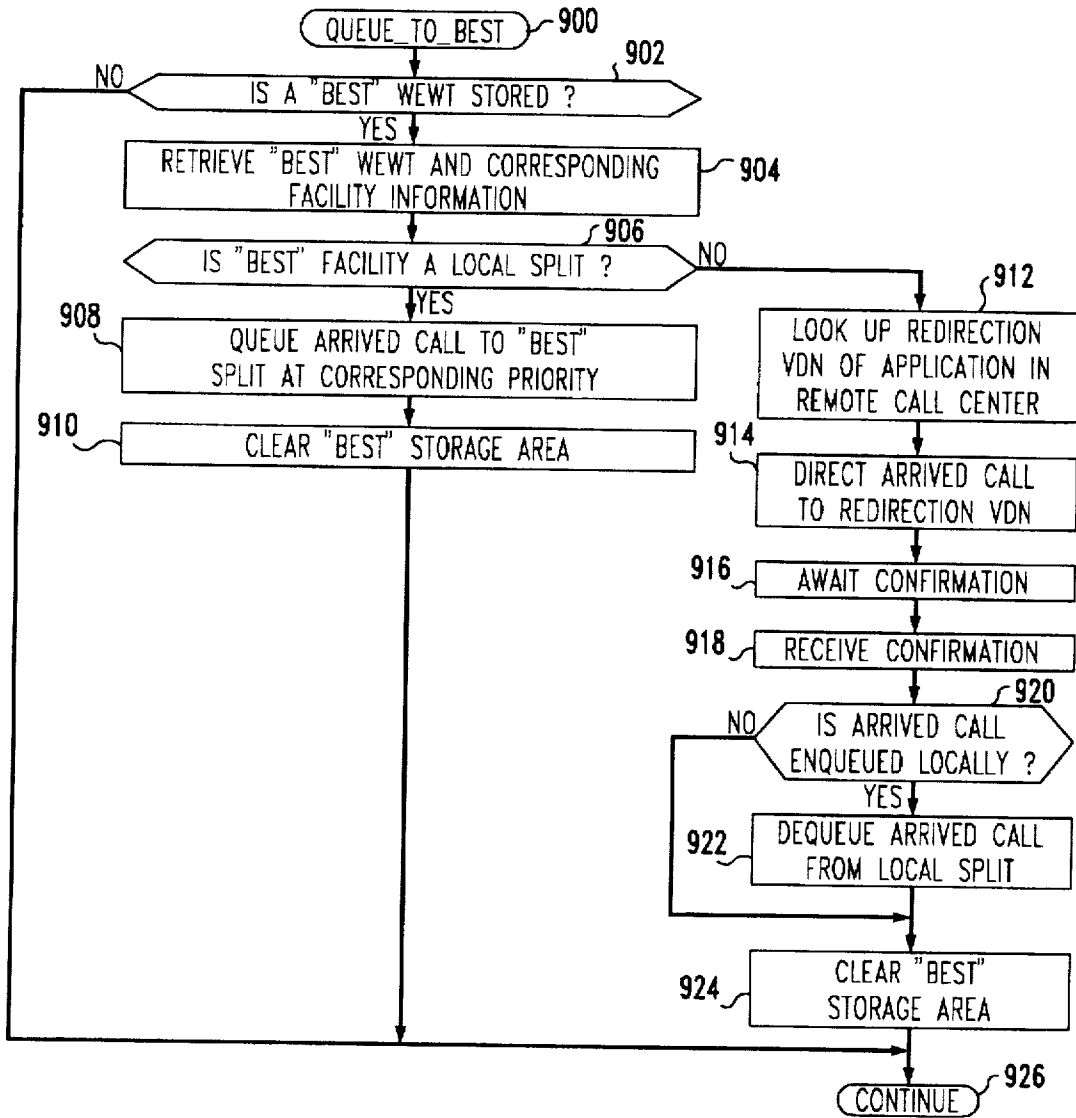 QUEUE_TO_BEST
900
902
NO
IS A "BEST" WEWT STORED ?
YES
RETRIEVE "BEST" WEWT AND CORRESPONDING
FACILITY INFORMATION
904
906
IS "BEST" FACILITY A LOCAL SPLIT ?
NO
YES
908
QUEUE ARRIVED CALL TO "BEST"
SPLIT AT CORRESPONDING PRIORITY
910
CLEAR "BEST" STORAGE AREA
912
LOOK UP REDIRECTION
VDN OF APPLICATION IN
REMOTE CALL CENTER
914
DIRECT ARRIVED CALL
TO REDIRECTION VDN
916
AWAIT CONFIRMATION
918
RECEIVE CONFIRMATION
920
NO
IS ARRIVED CALL
ENQUEUED LOCALLY ?
YES
922
DEQUEUE ARRIVED CALL
FROM LOCAL SPLIT
924
CLEAR "BEST"
STORAGE AREA
CONTINUE
926